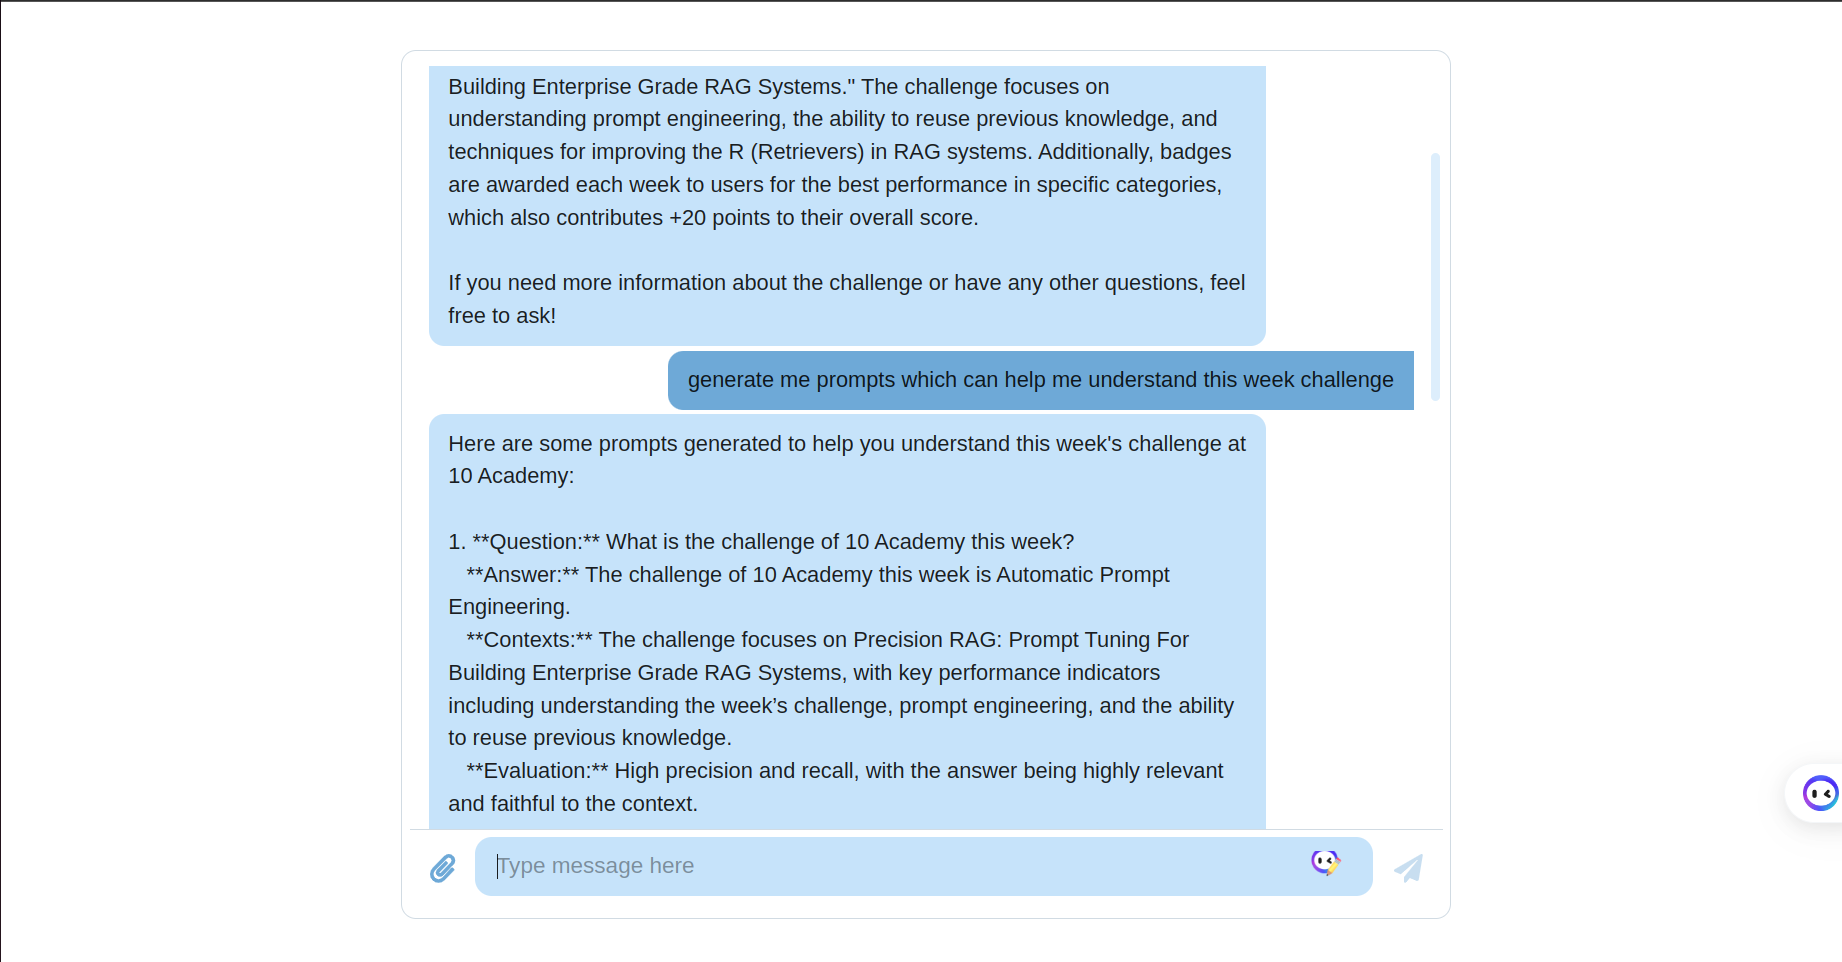 Building Enterprise Grade RAG Systems." The challenge focuses on
understanding prompt engineering, the ability to reuse previous knowledge, and
techniques for improving the R (Retrievers) in RAG systems. Additionally, badges
are awarded each week to users for the best performance in specific categories,
which also contributes +20 points to their overall score.
If you need more information about the challenge or have any other questions, feel
free to ask!
generate me prompts which can help me understand this week challenge
Here are some prompts generated to help you understand this week's challenge at
10 Academy:
1. **Question:** What is the challenge of 10 Academy this week?
**Answer:** The challenge of 10 Academy this week is Automatic Prompt
Engineering.
**Contexts:** The challenge focuses on Precision RAG: Prompt Tuning For
Building Enterprise Grade RAG Systems, with key performance indicators
including understanding the week’s challenge, prompt engineering, and the ability
to reuse previous knowledge.
**Evaluation:** High precision and recall, with the answer being highly relevant
and faithful to the context.
Type message here